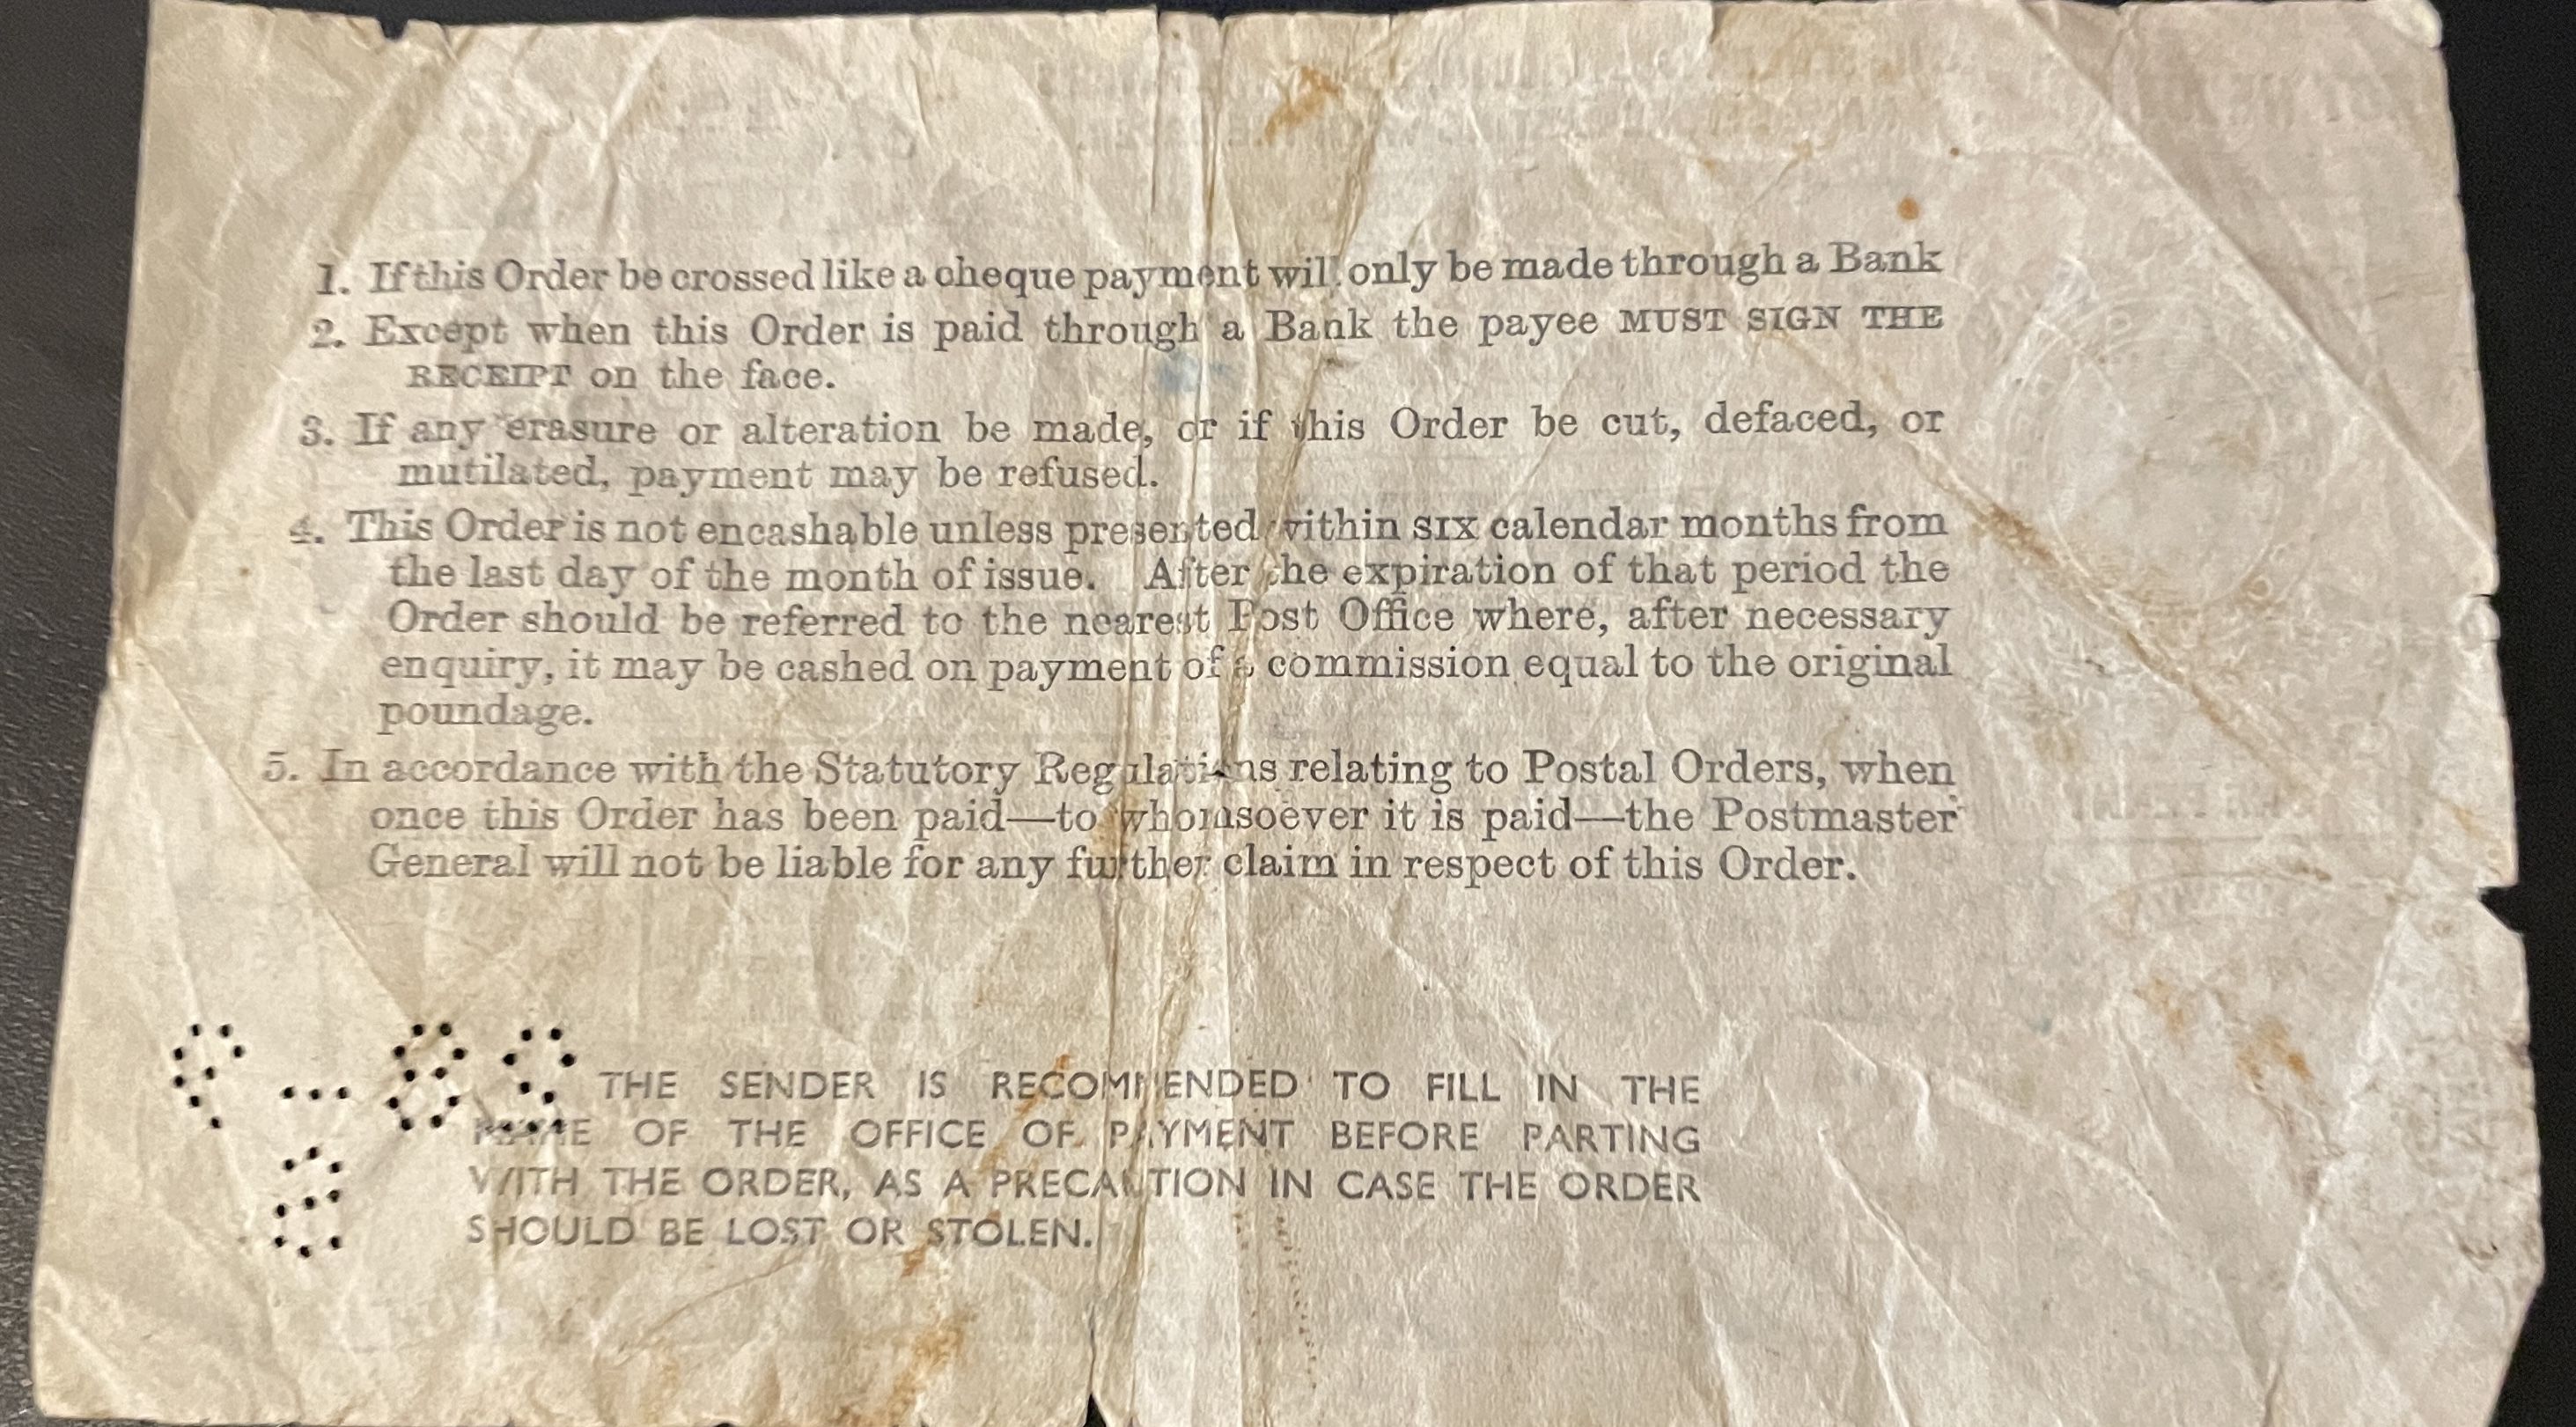 1. If this Order be crossed like a cheque payment will only be made through a Bank
2. Except when this Order is paid through a Bank the payee MUST SIGN THE
RECEIPT on the face.
3. If any erasure or alteration be made, or if this Order be cut, defaced, or
mutilated, payment may be refused.
4. This Order is not encashable unless presented within SIX calendar months from
the last day of the month of issue. After the expiration of that period the
Order should be referred to the nearest Post Office where, after necessary
enquiry, it may be cashed on payment of a commission equal to the original
poundage.
5. In accordance with the Statutory Regulations relating to Postal Orders, when
once this Order has been paid—to whomsoever it is paid—the Postmaster
General will not be liable for any further claim in respect of this Order.
THE SENDER IS RECOMMENDED TO FILL IN THE
NAME OF THE OFFICE OF PAYMENT BEFORE PARTING
WITH THE ORDER, AS A PRECAUTION IN CASE THE ORDER
SHOULD BE LOST OR STOLEN.